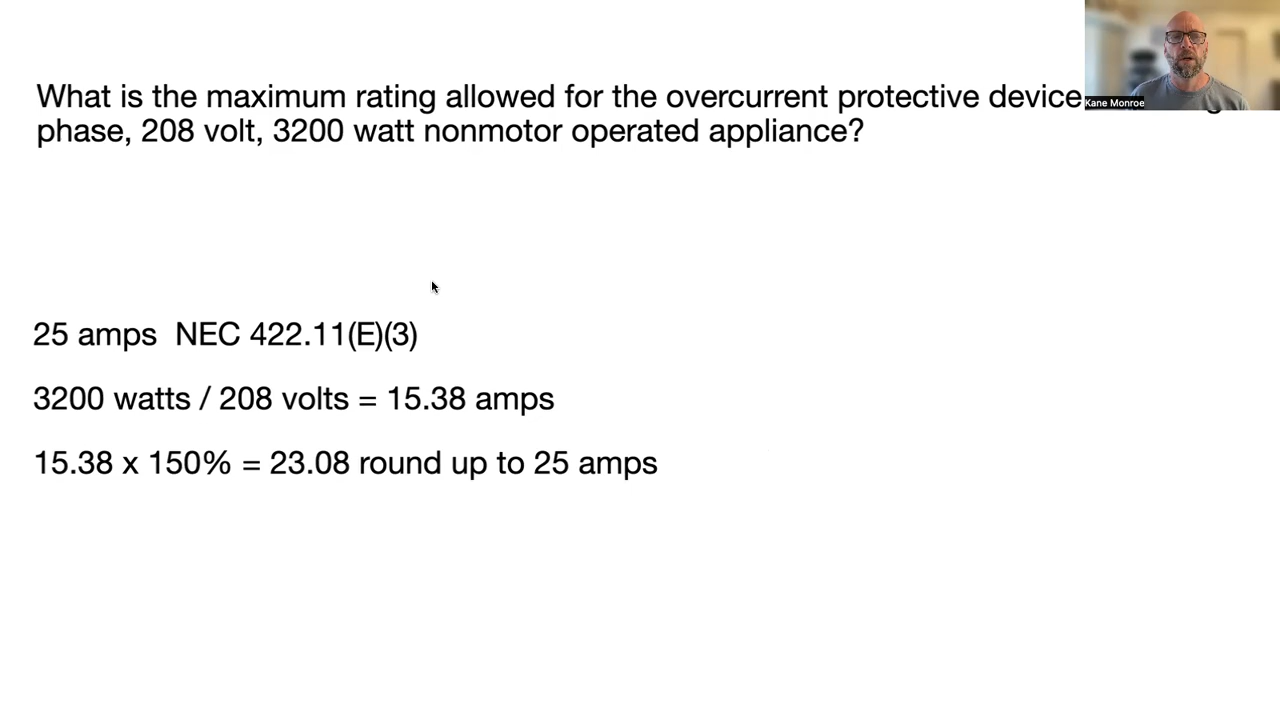 What is the maximum rating allowed for the overcurrent protective device
phase, 208 volt, 3200 watt nonmotor operated appliance?
Kane Monroe
25 amps NEC 422.11(E)(3)
3200 watts / 208 volts = 15.38 amps
15.38 x 150% = 23.08 round up to 25 amps